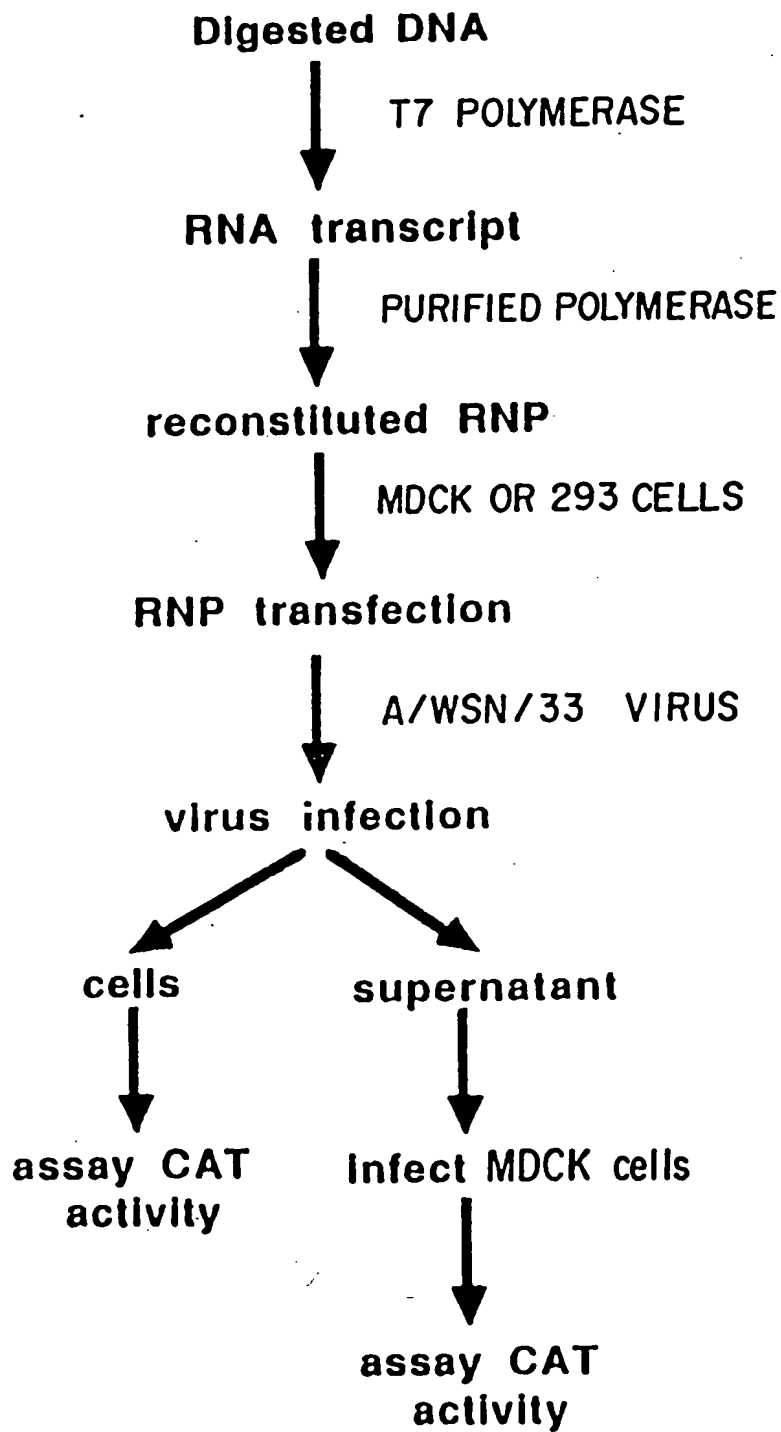 Digested DNA
T7 POLYMERASE
RNA transcript
PURIFIED POLYMERASE
reconstituted RNP
MDCK OR 293 CELLS
RNP transfection
A/WSN/33 VIRUS
virus infection
cells
supernatant
assay CAT
activity
infect MDCK cells
assay CAT
activity